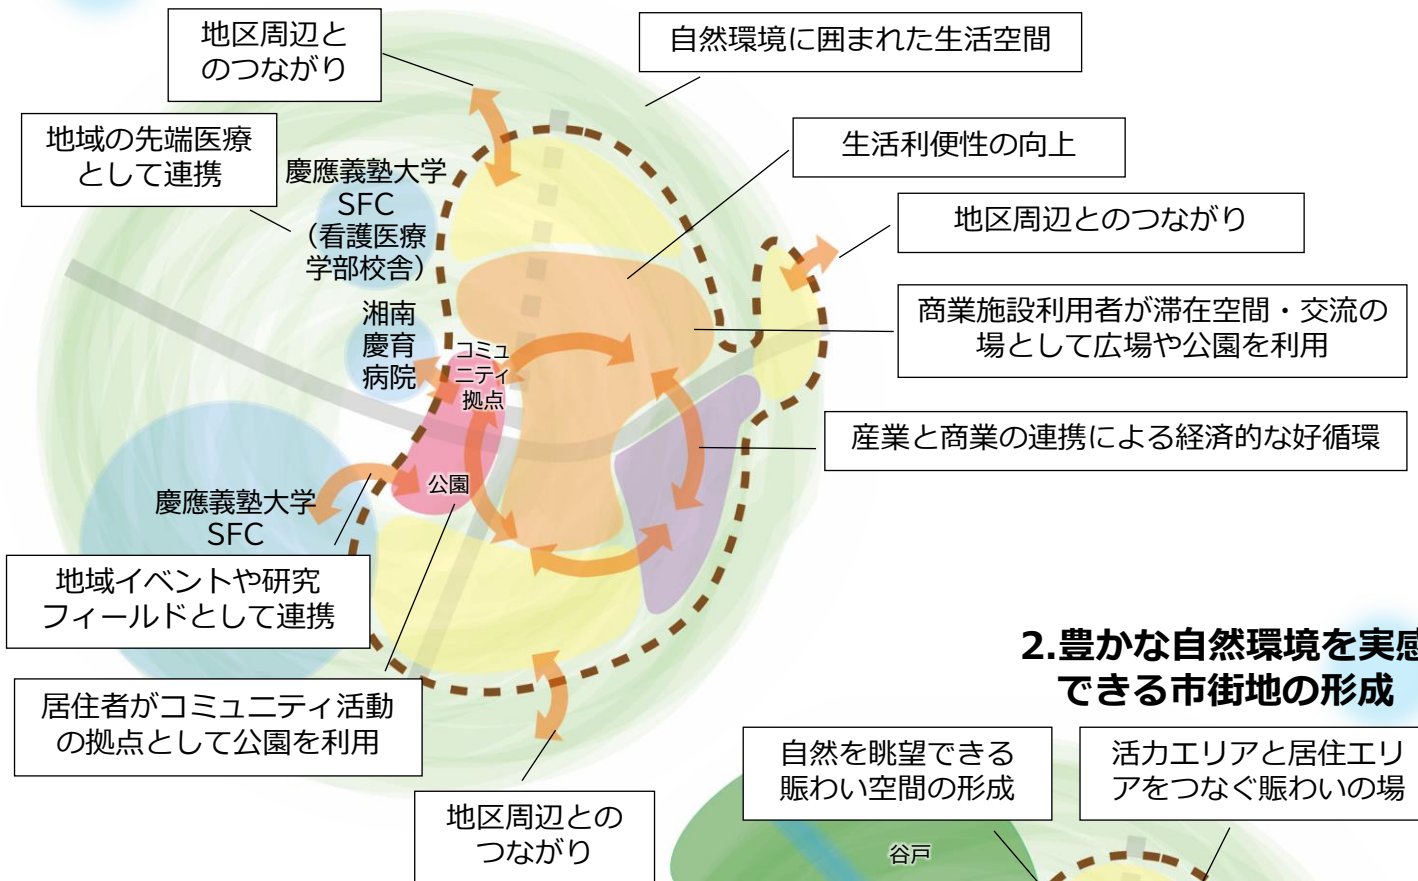 地区周辺と
のつながり
自然環境に囲まれた生活空間
地域の先端医療
として連携
生活利便性の向上
慶應義塾大学
SFC
（看護医療
学部校舎）
地区周辺とのつながり
湘南
慶育
病院
コミュ
ニティ
拠点
商業施設利用者が滞在空間・交流の
場として広場や公園を利用
産業と商業の連携による経済的な好循環
公園
慶應義塾大学
SFC
地域イベントや研究
フィールドとして連携
居住者がコミュニティ活動
の拠点として公園を利用
地区周辺との
つながり
2.豊かな自然環境を実感
できる市街地の形成
自然を眺望できる
賑わい空間の形成
活力エリアと居住エリ
アをつなぐ賑わいの場
谷戸